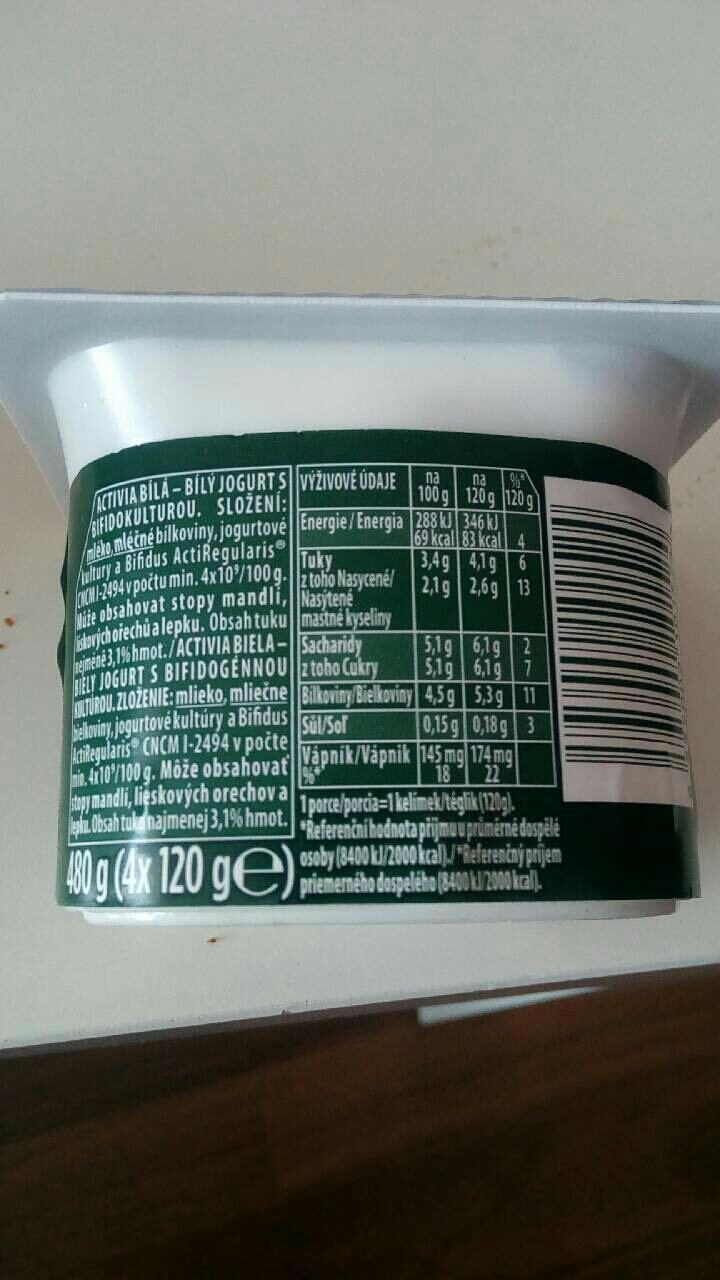 ACTIVIA BÍLÁ – BÍLÝ JOGURT S
BIFIDOKULTUROU. SLOŽENÍ:
mléko, mléčné bílkoviny, jogurtové
kultury a Bifidus ActiRegularis®
CNCM I-2494 v počtu min. 4x10⁹/100 g.
Může obsahovat stopy mandlí,
lískových ořechů a lepku. Obsah tuku
nejméně 3,1% hmot. / ACTIVIA BIELA –
BIELY JOGURT S BIFIDOGÉNNOU
KULTÚROU. ZLOŽENIE: mlieko, mliečne
bielkoviny, jogurtové kultúry a Bifidus
ActiRegularis® CNCM I-2494 v počte
min. 4x10⁹/100 g. Môže obsahovať
stopy mandlí, lieskových orechov a
lepku. Obsah tuku najmenej 3,1% hmot.
480 g (4x 120 g e)
VÝŽIVOVÉ ÚDAJE na 100 g na 120 g %* 120 g
Energie / Energia 288 kJ 346 kJ
69 kcal 83 kcal 4
Tuky 3,4 g 4,1 g 6
z toho Nasycené/ 2,1 g 2,6 g 13
Nasýtené
mastné kyseliny
Sacharidy 5,1 g 6,1 g 2
z toho Cukry 5,1 g 6,1 g 7
Bílkoviny/Bielkoviny 4,5 g 5,3 g 11
Sůl/Soľ 0,15 g 0,18 g 3
Vápník/Vápnik 145 mg 174 mg
%* 18 22
1 porce/porcia=1 kelímek/téglik (120g).
*Referenční hodnota příjmu u průměrné dospělé
osoby (8400 kJ/2000 kcal)./*Referenčný príjem
priemerného dospelého (8400 kJ/2000 kcal).